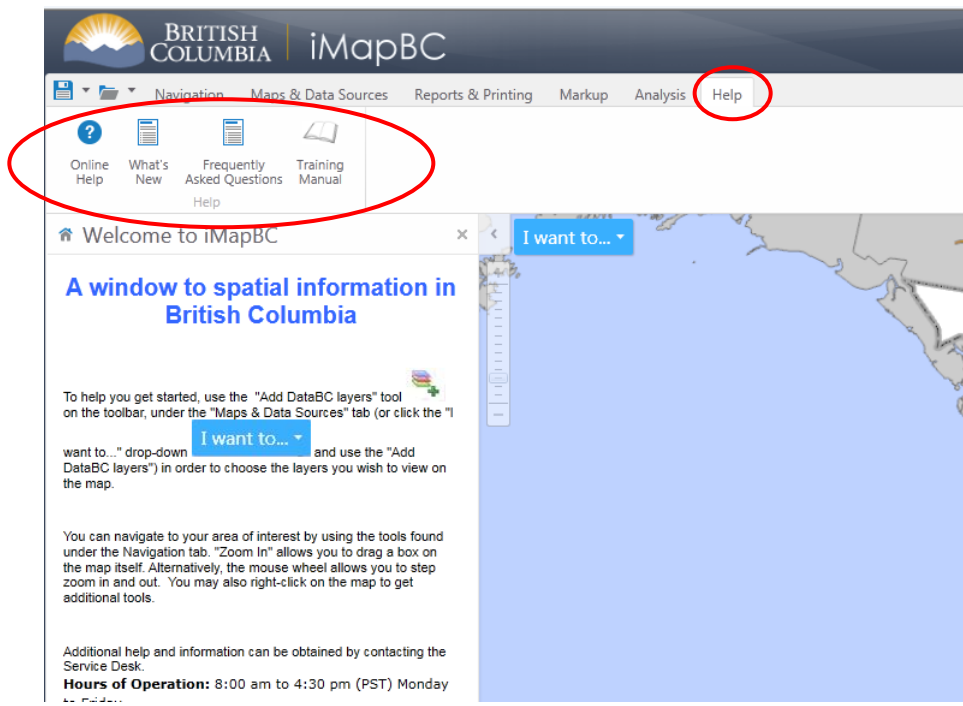 BRITISH
COLUMBIA
iMapBC
Navigation Maps & Data Sources Reports & Printing Markup Analysis Help
?
Online What's Frequently Training
Help New Asked Questions Manual
Help
Welcome to iMapBC
I want to...
A window to spatial information in
British Columbia
To help you get started, use the "Add DataBC layers" tool
on the toolbar, under the "Maps & Data Sources" tab (or click the "I
want to..." drop-down I want to... and use the "Add
DataBC layers") in order to choose the layers you wish to view on
the map.
You can navigate to your area of interest by using the tools found
under the Navigation tab. "Zoom In" allows you to drag a box on
the map itself. Alternatively, the mouse wheel allows you to step
zoom in and out. You may also right-click on the map to get
additional tools.
Additional help and information can be obtained by contacting the
Service Desk.
Hours of Operation: 8:00 am to 4:30 pm (PST) Monday
to Friday